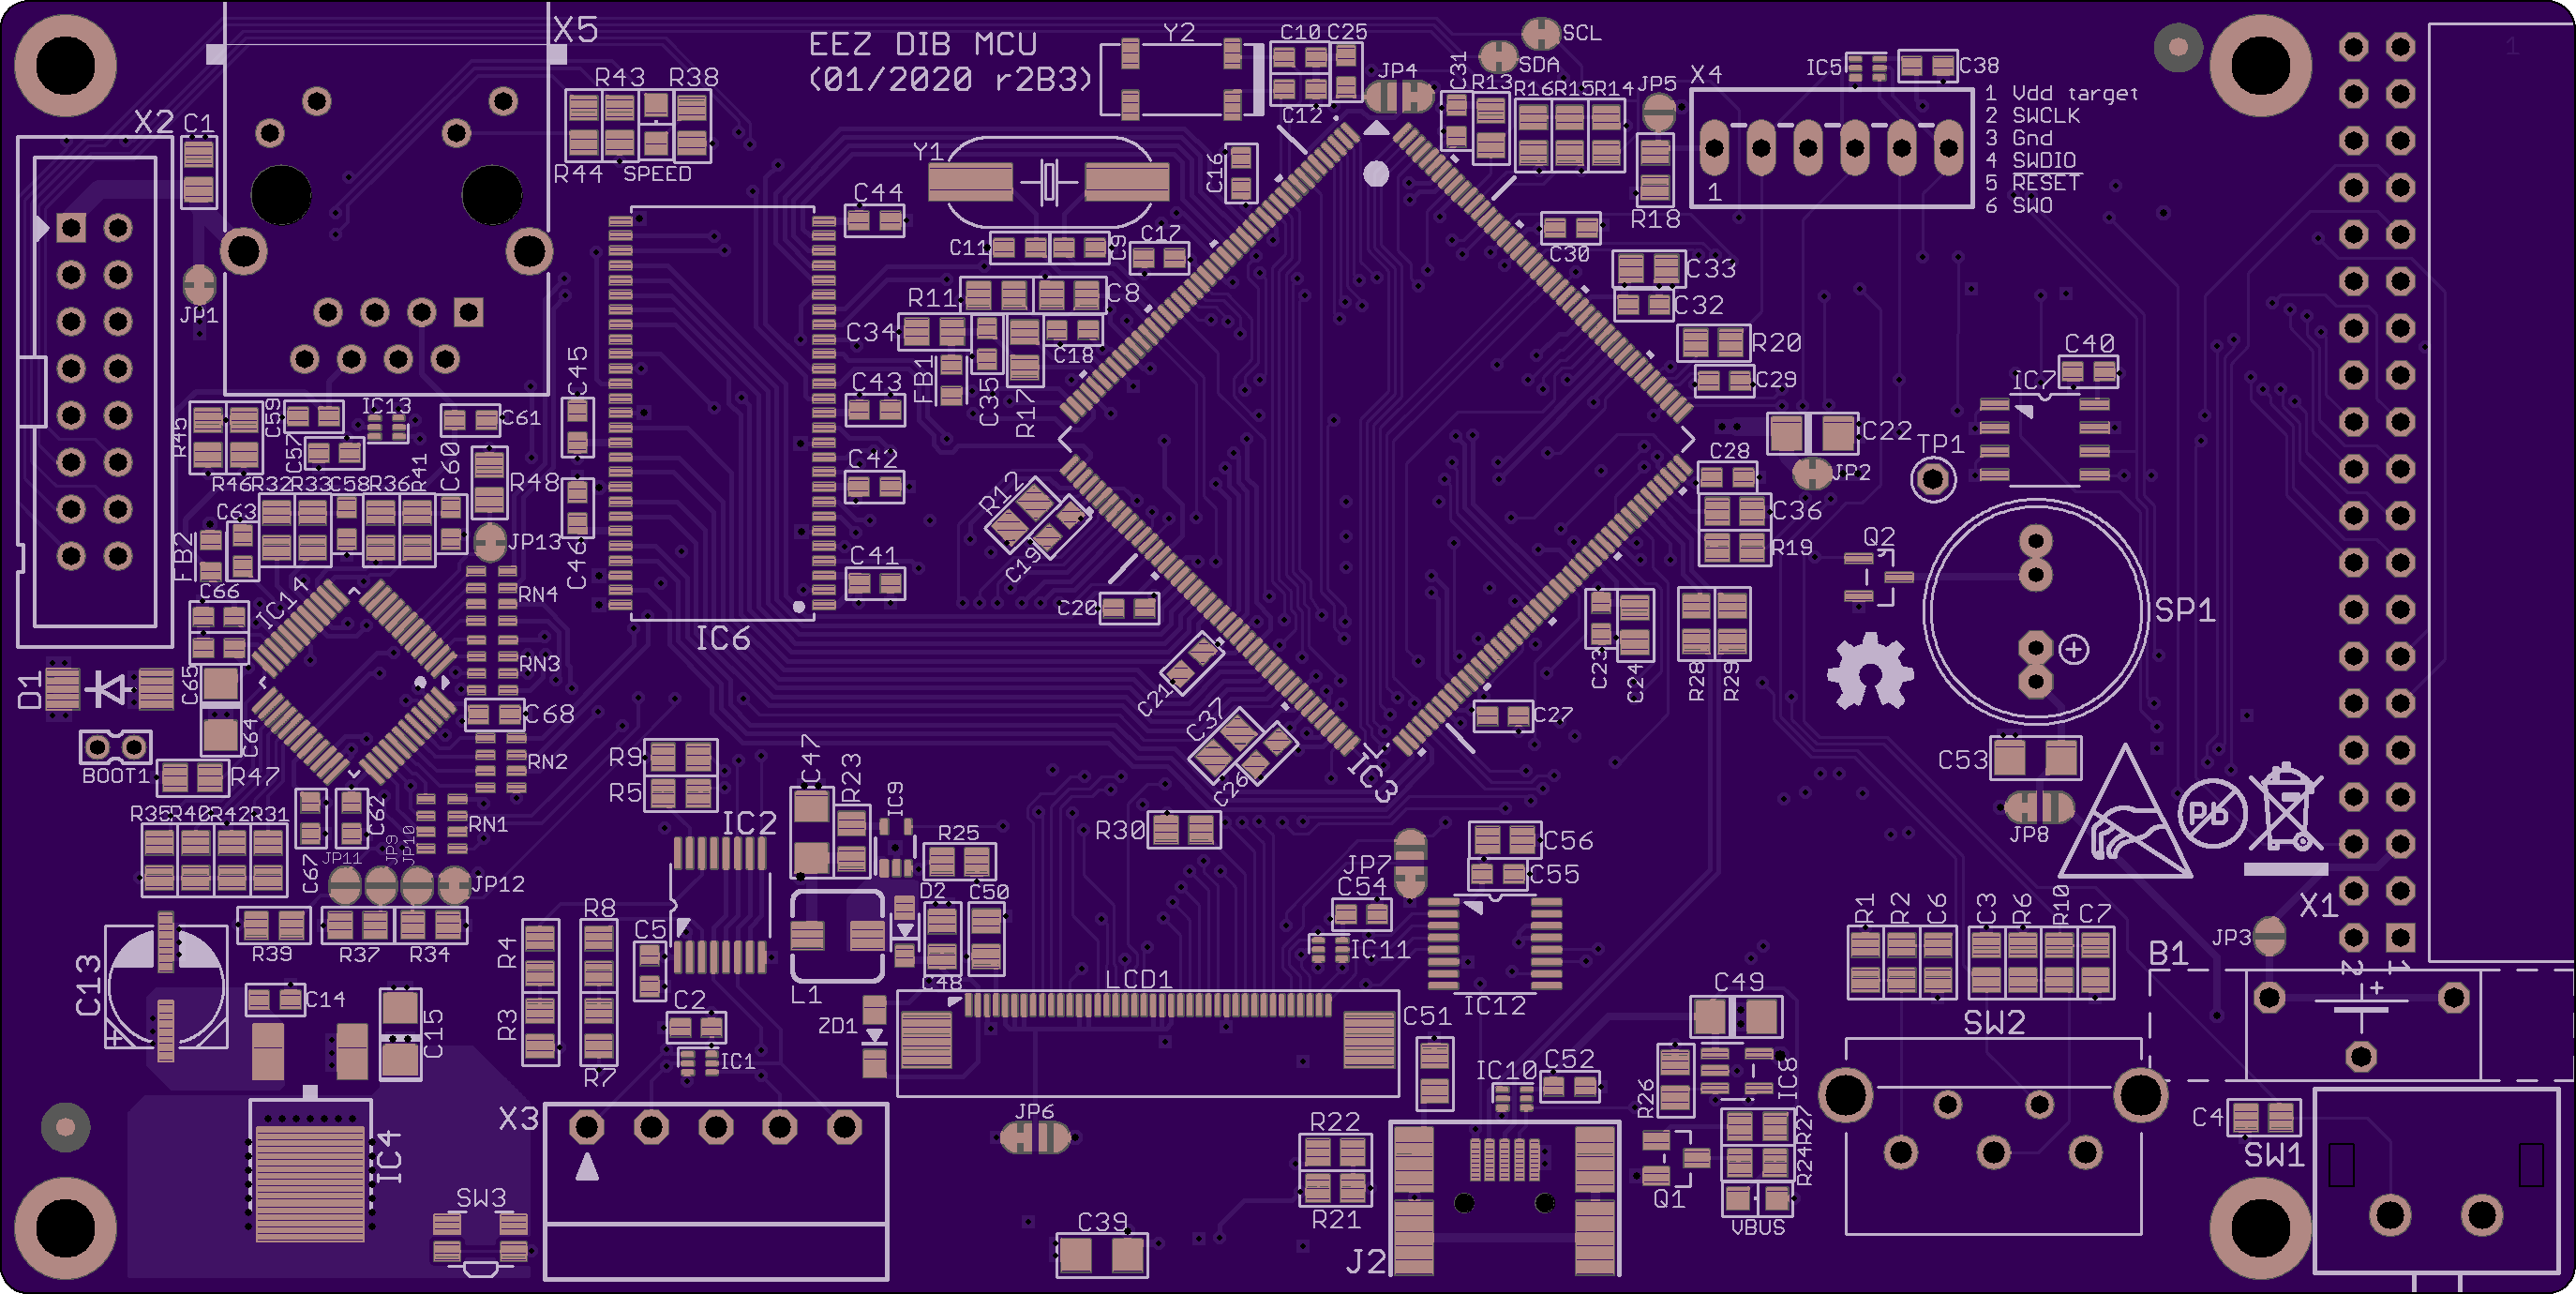 EEZ DIB MCU
(01/2020 r2B3)
X5
Y2
C10
C25
SCL
SDA
JP4
C12
C31
R13
R16
R15
R14
JP5
X4
IC5
C38
1 Vdd target
2 SWCLK
3 Gnd
4 SWDIO
5 RESET
6 SWO
1
1
R43
R38
R44
SPEED
X2
C1
JP1
Y1
C16
R18
C44
C11
C9
C17
C30
C33
C32
R11
C8
C34
FB1
C35
R17
C18
R20
C29
C45
C43
C40
IC7
C59
IC13
C61
R45
C57
C22
C28
JP2
TP1
R46
R32
R33
C58
R36
R41
C60
R48
C42
R12
C19
C36
R19
Q2
C63
FB2
JP13
C46
C41
C66
IC14
RN4
C20
IC6
SP1
+
D1
C65
RN3
C64
C68
C21
C23
C24
R28
R29
C27
BOOT1
R47
RN2
R9
R5
C47
R23
IC9
C37
C26
IC3
C53
JP8
Pb
R35
R40
R42
R31
C67
C62
RN1
IC2
R25
R30
JP7
C56
C55
JP11
JP9
JP10
JP12
D2
C50
C54
R39
R37
R34
R4
R8
C5
L1
C48
IC11
IC12
R1
R2
C6
C3
R6
R10
C7
X1
JP3
2
1
B1
+
C13
+
C14
C15
R3
R7
C2
IC1
ZD1
LCD1
C51
C49
SW2
IC10
C52
R26
IC8
IC4
X3
JP6
R22
R21
R27
R24
Q1
VBUS
C4
SW1
SW3
C39
J2